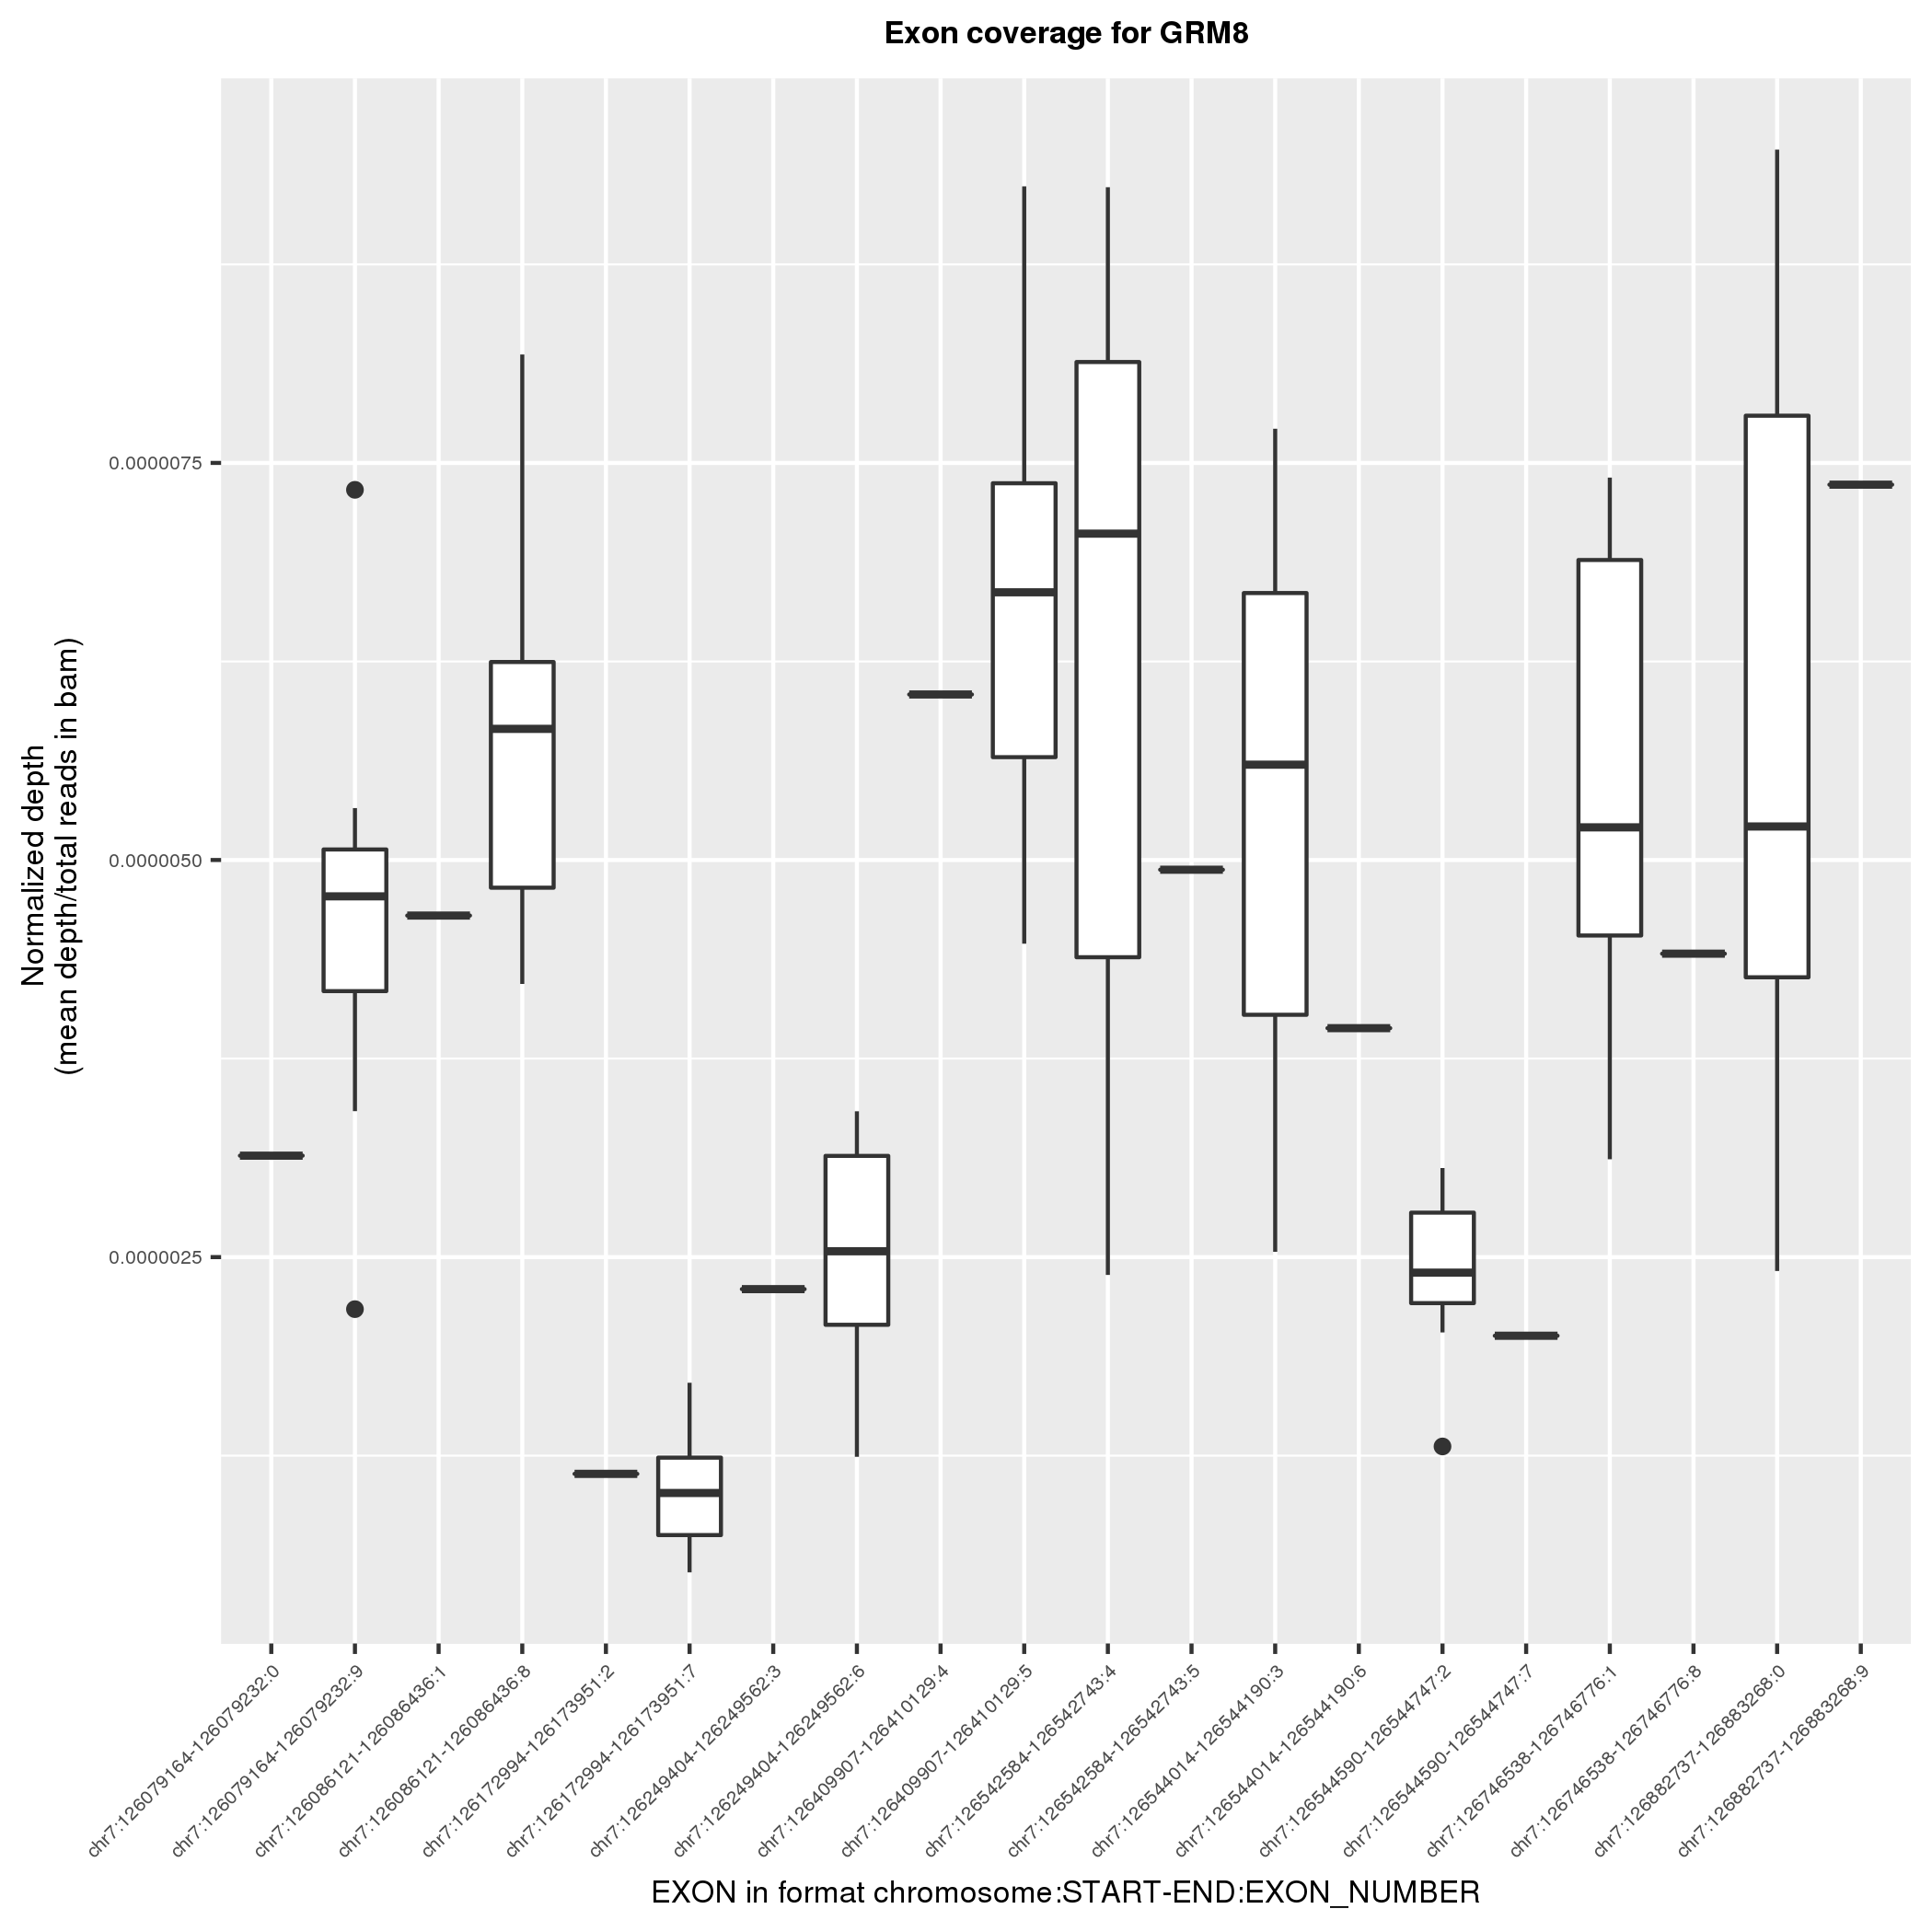 Exon coverage for GRM8
Normalized depth
(mean depth/total reads in bam)
0.0000075
0.0000050
0.0000025
chr7:126079164-126079232:0
chr7:126079164-126079232:9
chr7:126086121-126086436:1
chr7:126086121-126086436:8
chr7:126172994-126173951:2
chr7:126172994-126173951:7
chr7:126249404-126249562:3
chr7:126249404-126249562:6
chr7:126409907-126410129:4
chr7:126409907-126410129:5
chr7:126542584-126542743:4
chr7:126542584-126542743:5
chr7:126544014-126544190:3
chr7:126544014-126544190:6
chr7:126544590-126544747:2
chr7:126544590-126544747:7
chr7:126746538-126746776:1
chr7:126746538-126746776:8
chr7:126882737-126883268:0
chr7:126882737-126883268:9
EXON in format chromosome:START-END:EXON_NUMBER